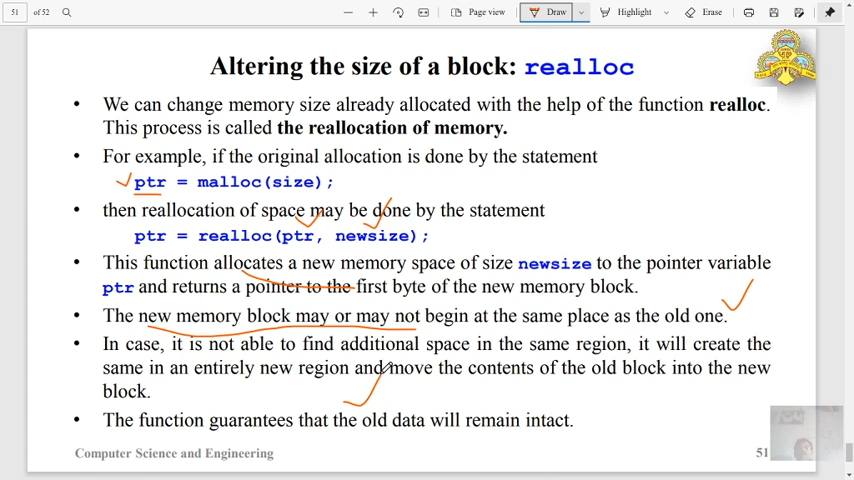 51 of 52 Page view Draw Highlight Erase
Altering the size of a block: realloc
• We can change memory size already allocated with the help of the function realloc.
This process is called the reallocation of memory.
• For example, if the original allocation is done by the statement
ptr = malloc(size);
• then reallocation of space may be done by the statement
ptr = realloc(ptr, newsize);
• This function allocates a new memory space of size newsize to the pointer variable
ptr and returns a pointer to the first byte of the new memory block.
• The new memory block may or may not begin at the same place as the old one.
• In case, it is not able to find additional space in the same region, it will create the
same in an entirely new region and move the contents of the old block into the new
block.
• The function guarantees that the old data will remain intact.
Computer Science and Engineering 51